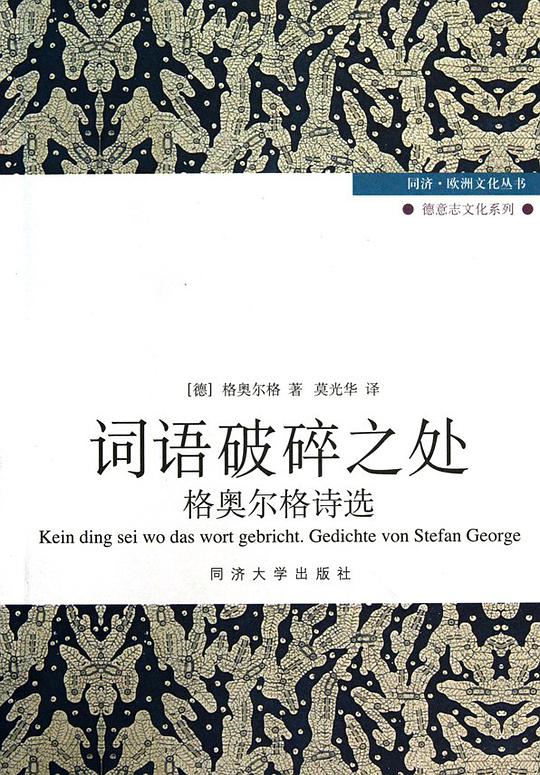 同济·欧洲文化丛书
● 德意志文化系列 ●
[德] 格奥尔格 著 莫光华 译
词语破碎之处
格奥尔格诗选
Kein ding sei wo das wort gebricht. Gedichte von Stefan George
同济大学出版社